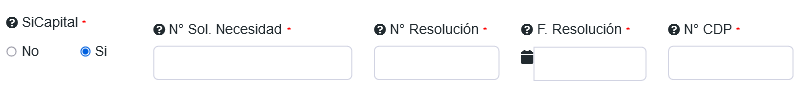 SiCapital * N° Sol. Necesidad * N° Resolución * F. Resolución * N° CDP *
No Si